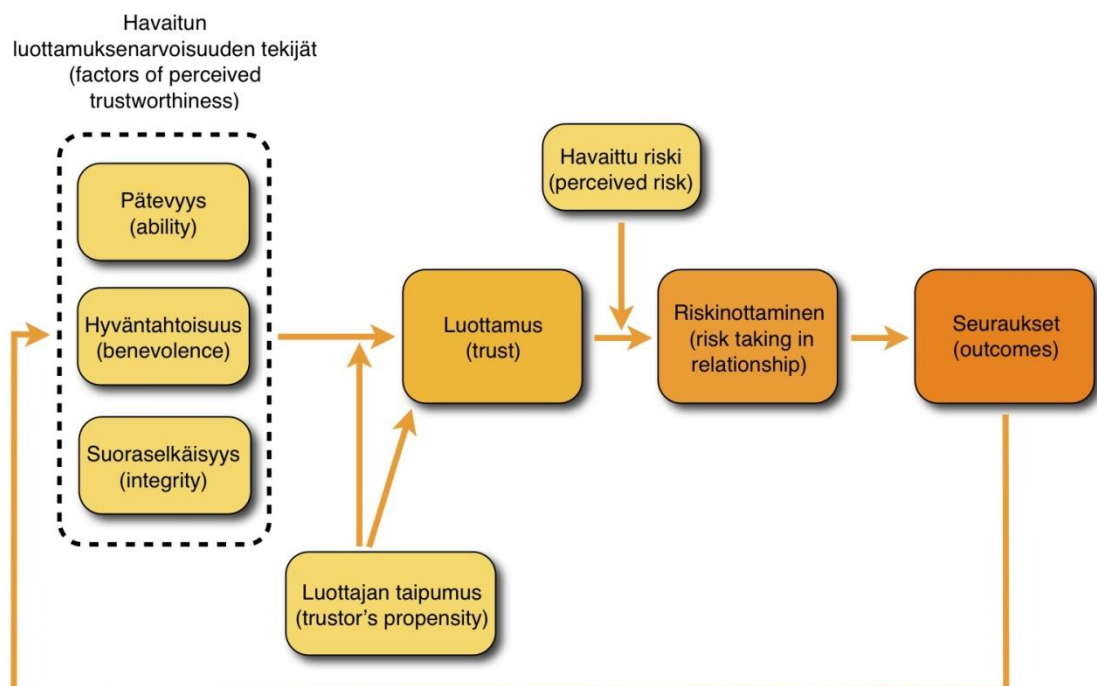 Havaitun
luottamuksenarvoisuuden tekijät
(factors of perceived
trustworthiness)
Pätevyys
(ability)
Hyväntahtoisuus
(benevolence)
Suoraselkäisyys
(integrity)
Havaittu riski
(perceived risk)
Luottamus
(trust)
Riskinottaminen
(risk taking in
relationship)
Seuraukset
(outcomes)
Luottajan taipumus
(trustor’s propensity)